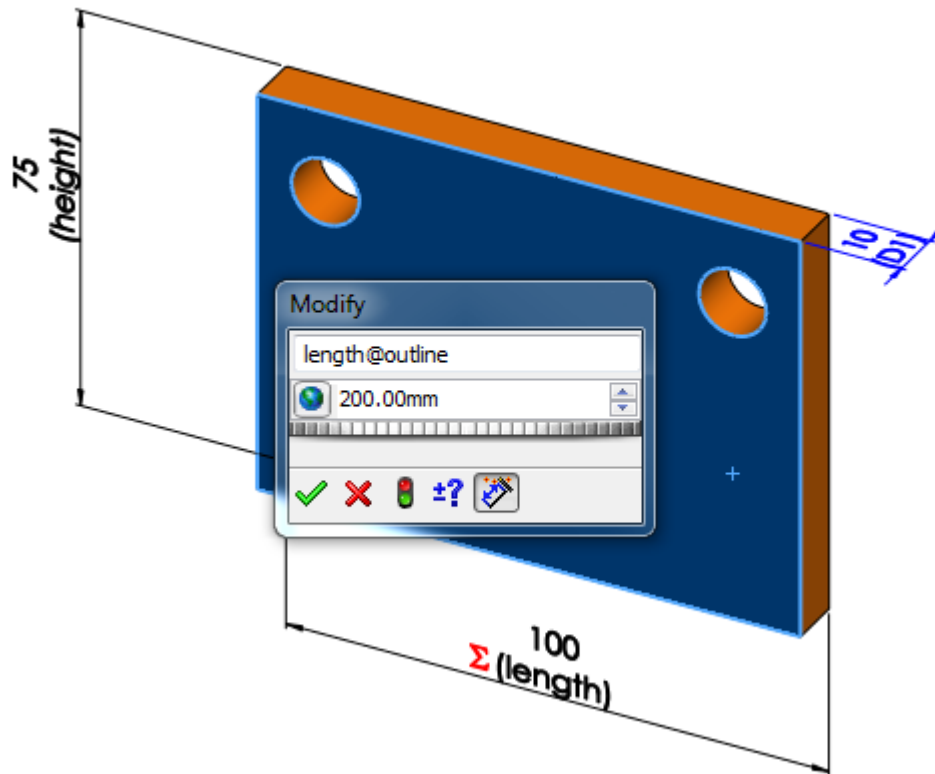 75
(height)
10
(D1)
Modify
length@outline
200.00mm
±?
100
Σ (length)